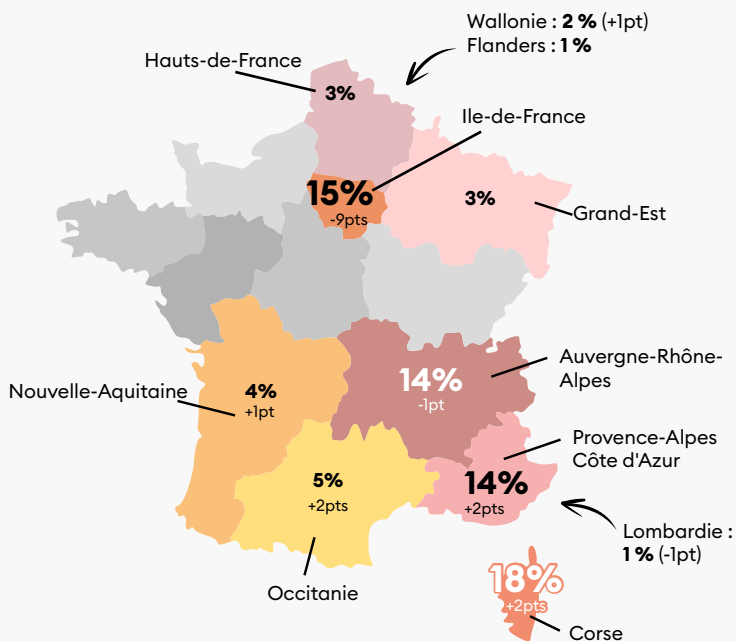 Wallonie : 2 % (+1pt)
Flanders : 1 %
Hauts-de-France
3%
Ile-de-France
15%
-9pts
3%
Grand-Est
Auvergne-Rhône-
Alpes
14%
-1pt
Nouvelle-Aquitaine
4%
+1pt
Provence-Alpes
Côte d'Azur
14%
+2pts
5%
+2pts
Occitanie
Lombardie :
1 % (-1pt)
18%
+2pts
Corse